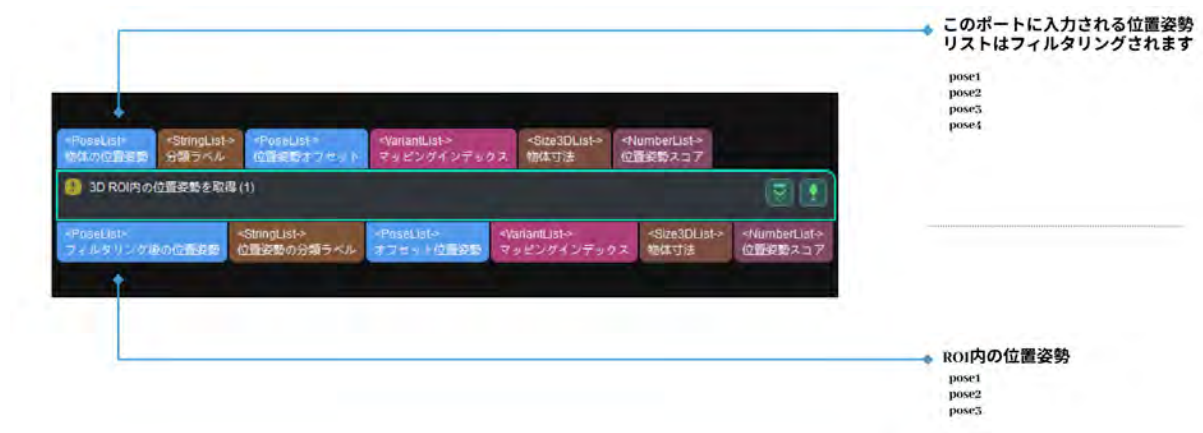 このポートに入力される位置姿勢
リストはフィルタリングされます
pose1
pose2
pose3
pose4
<PoseList> <StringList-> <PoseList-> <VariantList-> <Size3DList-> <NumberList->
物体の位置姿勢 分類ラベル 位置姿勢オフセット マッピングインデックス 物体寸法 位置姿勢スコア
3D ROI内の位置姿勢を取得 (1)
<PoseList> <StringList-> <PoseList-> <VariantList-> <Size3DList-> <NumberList->
フィルタリング後の位置姿勢 位置姿勢の分類ラベル オフセット位置姿勢 マッピングインデックス 物体寸法 位置姿勢スコア
ROI内の位置姿勢
pose1
pose2
pose3